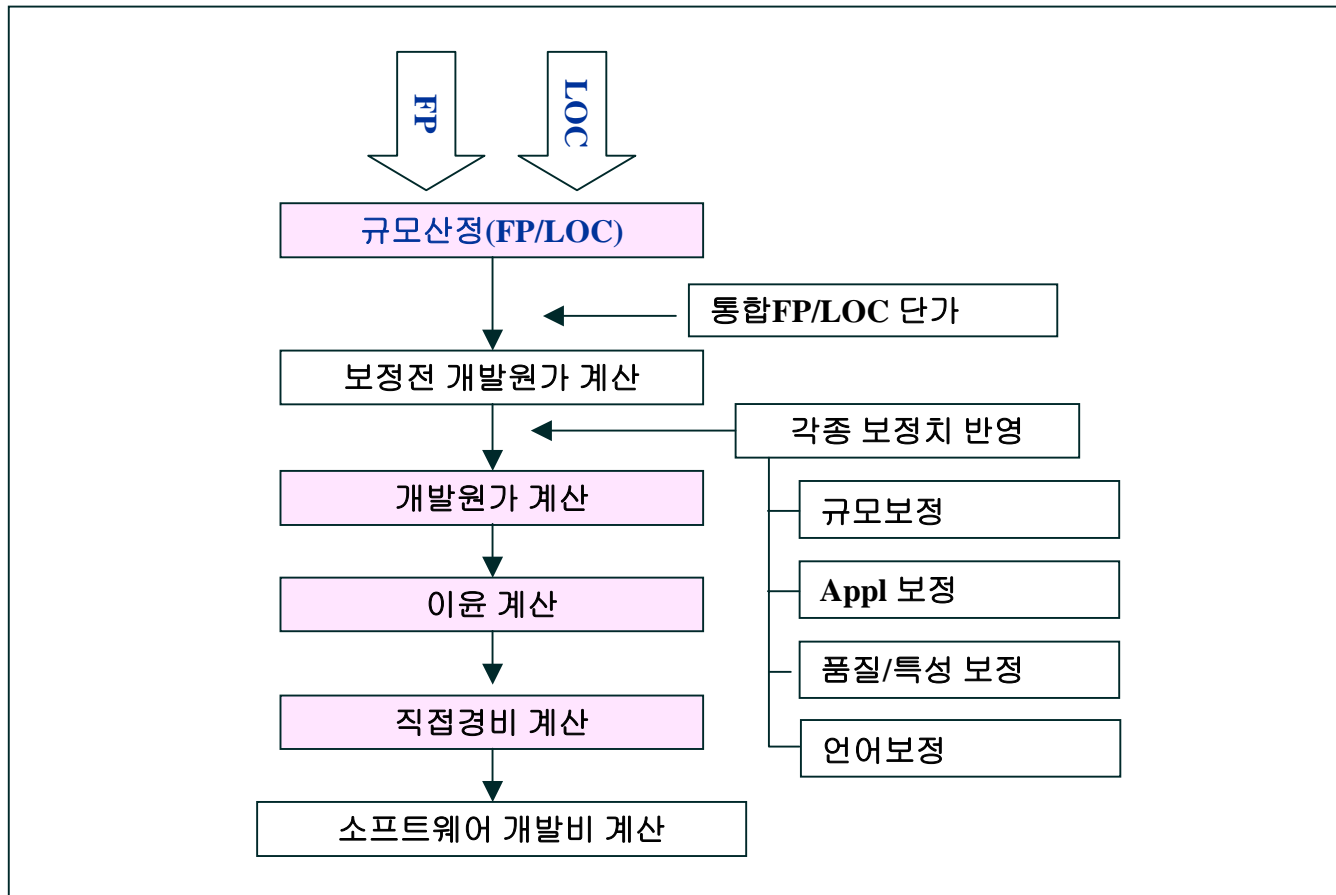 FP
LOC
규모산정(FP/LOC)
통합FP/LOC 단가
보정전 개발원가 계산
각종 보정치 반영
개발원가 계산
규모보정
Appl 보정
이윤 계산
품질/특성 보정
직접경비 계산
언어보정
소프트웨어 개발비 계산